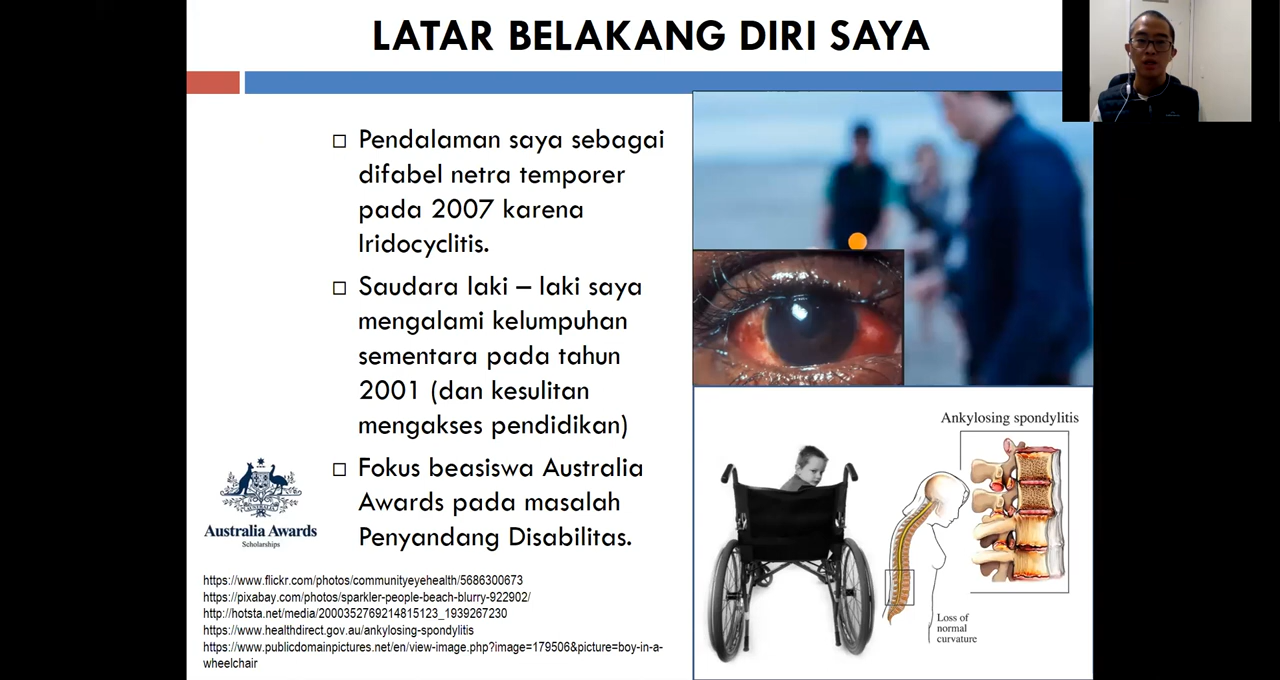 LATAR BELAKANG DIRI SAYA
□ Pendalaman saya sebagai
difabel netra temporer
pada 2007 karena
Iridocyclitis.
□ Saudara laki – laki saya
mengalami kelumpuhan
sementara pada tahun
2001 (dan kesulitan
mengakses pendidikan)
□ Fokus beasiswa Australia
Awards pada masalah
Penyandang Disabilitas.
Australia Awards
Scholarships
https://www.flickr.com/photos/communityeyehealth/5686300673
https://pixabay.com/photos/sparkler-people-beach-blurry-922902/
http://hotsta.net/media/2000352769214815123_1939267230
https://www.healthdirect.gov.au/ankylosing-spondylitis
https://www.publicdomainpictures.net/en/view-image.php?image=179506&picture=boy-in-a-
wheelchair
Ankylosing spondylitis
Loss of
normal
curvature